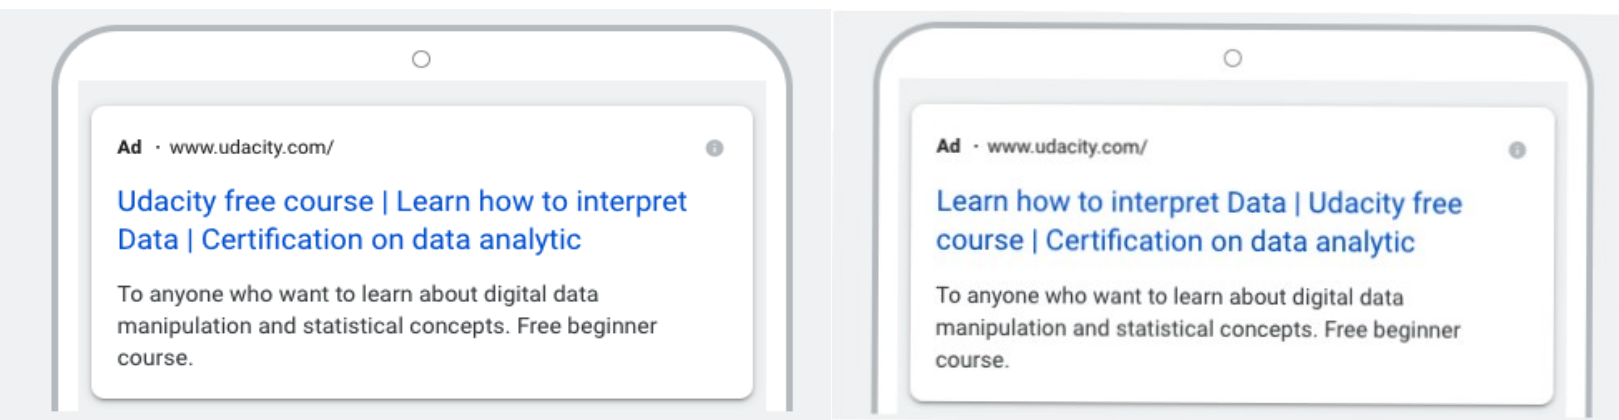 Ad · www.udacity.com/
Udacity free course | Learn how to interpret
Data | Certification on data analytic
To anyone who want to learn about digital data
manipulation and statistical concepts. Free beginner
course.
Ad · www.udacity.com/
Learn how to interpret Data | Udacity free
course | Certification on data analytic
To anyone who want to learn about digital data
manipulation and statistical concepts. Free beginner
course.